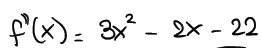 f''(x) = 3x² - 2x - 22